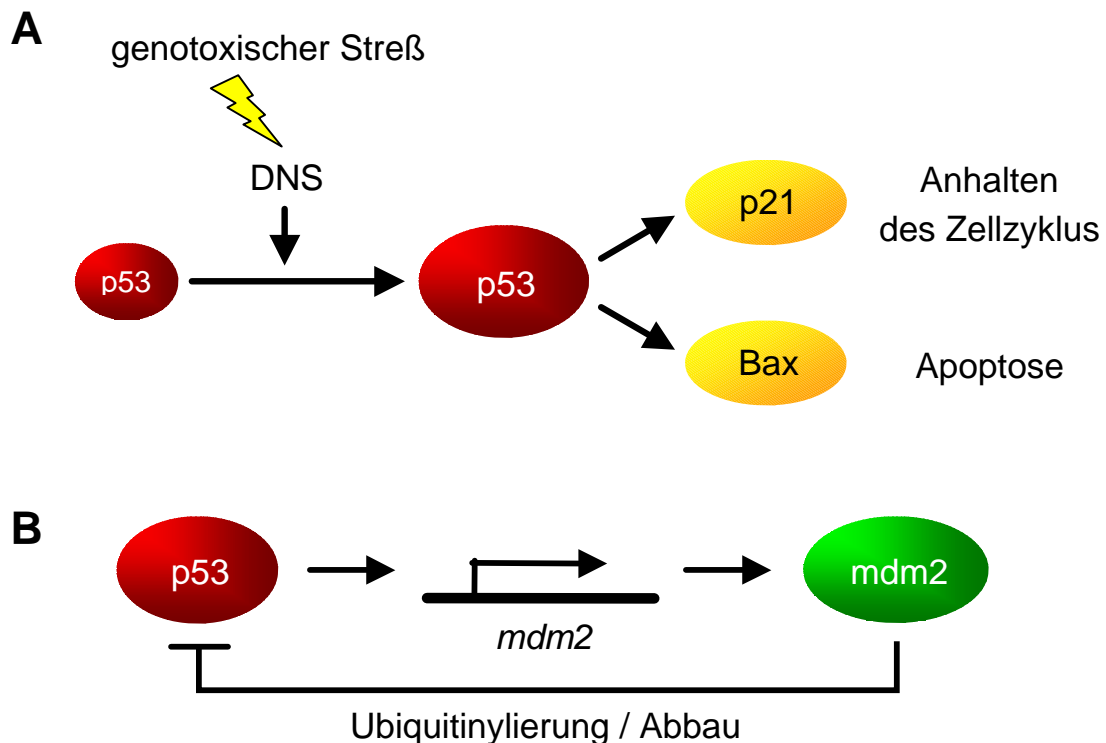 A
genotoxischer Streß
DNS
p53
p53
p21
Anhalten
des Zellzyklus
Bax
Apoptose
B
p53
mdm2
mdm2
Ubiquitinylierung / Abbau